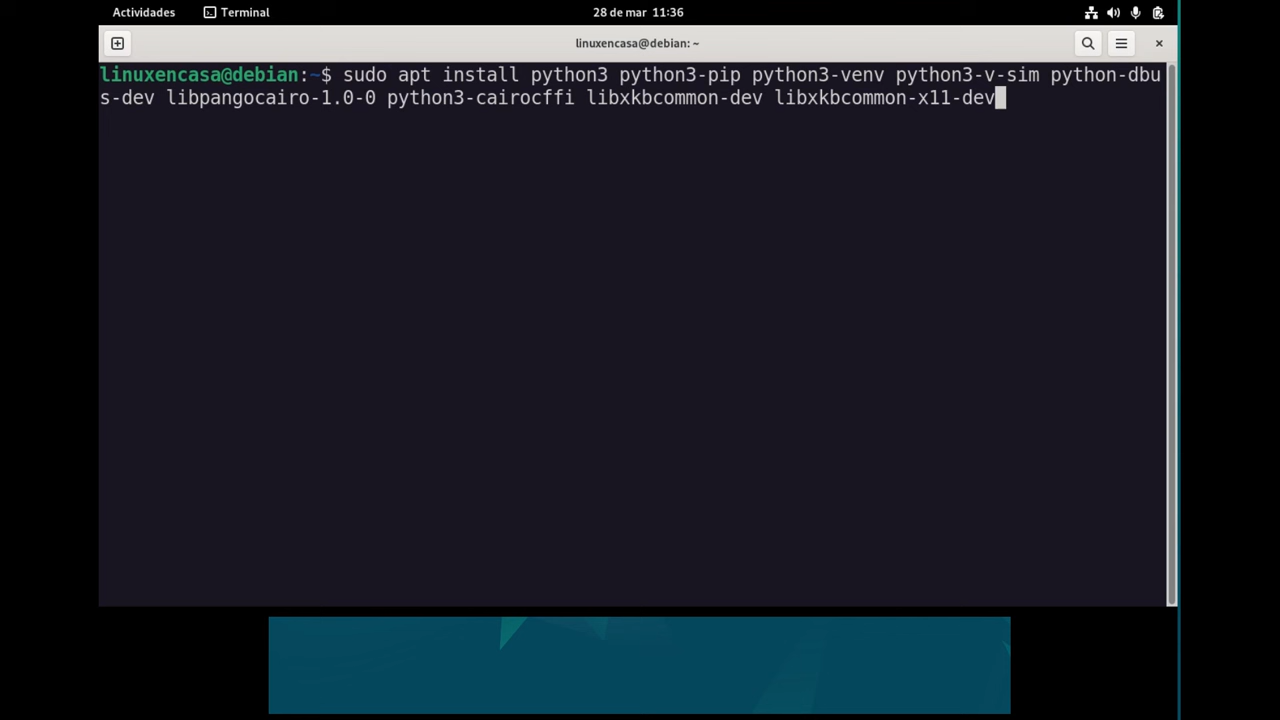 Actividades Terminal 28 de mar 11:36
linuxencasa@debian: ~
linuxencasa@debian:~$ sudo apt install python3 python3-pip python3-venv python3-v-sim python-dbu
s-dev libpangocairo-1.0-0 python3-cairocffi libxkbcommon-dev libxkbcommon-x11-dev